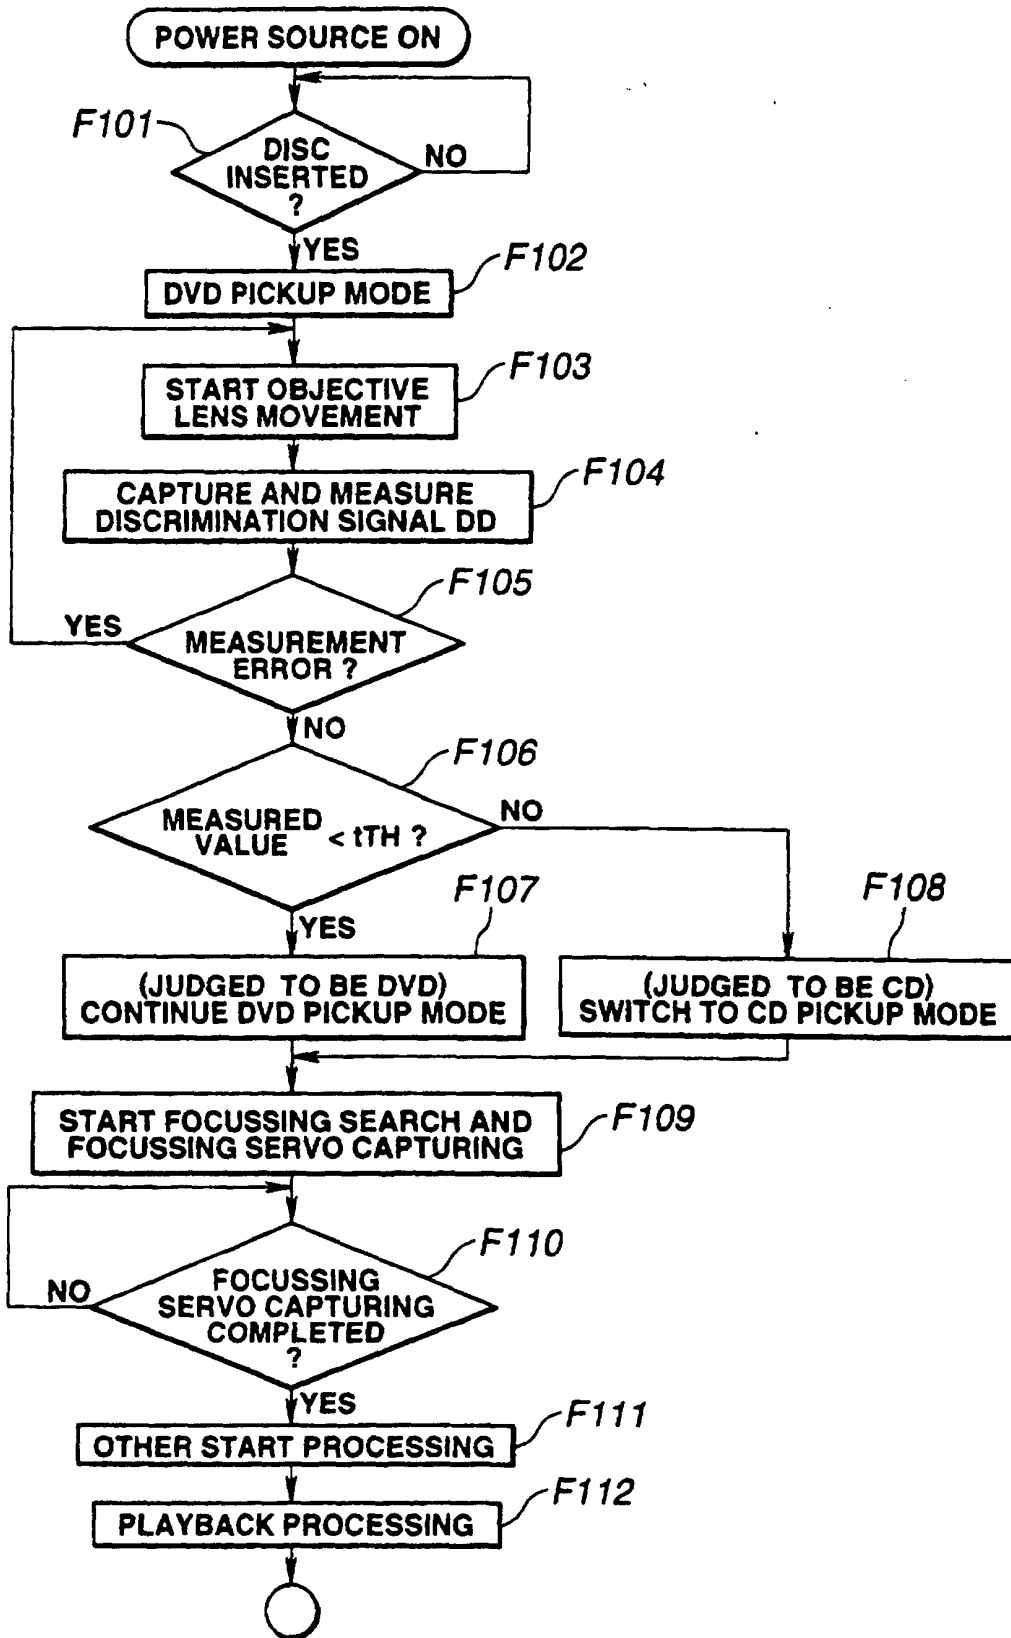 POWER SOURCE ON
F101
DISC
INSERTED
?
NO
YES
F102
DVD PICKUP MODE
F103
START OBJECTIVE
LENS MOVEMENT
F104
CAPTURE AND MEASURE
DISCRIMINATION SIGNAL DD
F105
YES
MEASUREMENT
ERROR ?
NO
F106
MEASURED
VALUE < tTH ?
NO
YES
F107
(JUDGED TO BE DVD)
CONTINUE DVD PICKUP MODE
F108
(JUDGED TO BE CD)
SWITCH TO CD PICKUP MODE
F109
START FOCUSSING SEARCH AND
FOCUSSING SERVO CAPTURING
F110
NO
FOCUSSING
SERVO CAPTURING
COMPLETED
?
YES
F111
OTHER START PROCESSING
F112
PLAYBACK PROCESSING